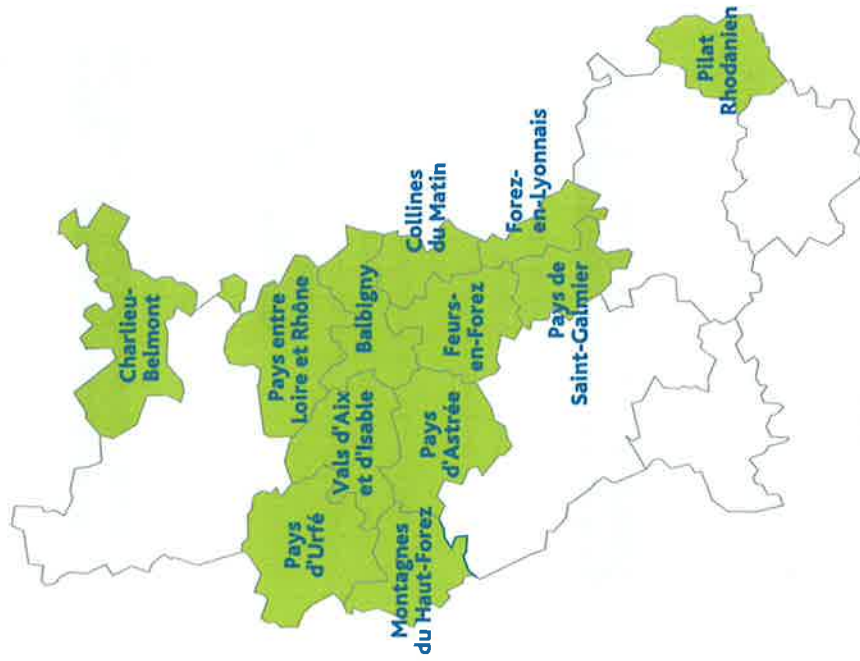 Charlieu-
Belmont
Pays entre
Loire et Rhône
Balbigny
Collines
du Matin
Vals d'Aix
et d'Isable
Pays
d'Urfé
Feurs-
en-Forez
Forez-
en-Lyonnais
Pays
d'Astrée
Montagnes
du Haut-Forez
Pays de
Saint-Galmier
Pilat
Rhodanien